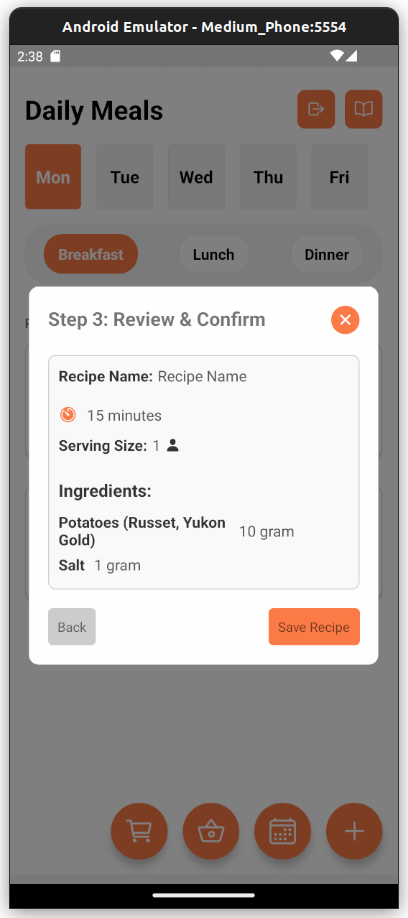 Android Emulator - Medium_Phone:5554
2:38
Daily Meals
Mon Tue Wed Thu Fri
Breakfast Lunch Dinner
Step 3: Review & Confirm
Recipe Name: Recipe Name
15 minutes
Serving Size: 1
Ingredients:
Potatoes (Russet, Yukon
Gold) 10 gram
Salt 1 gram
Back Save Recipe